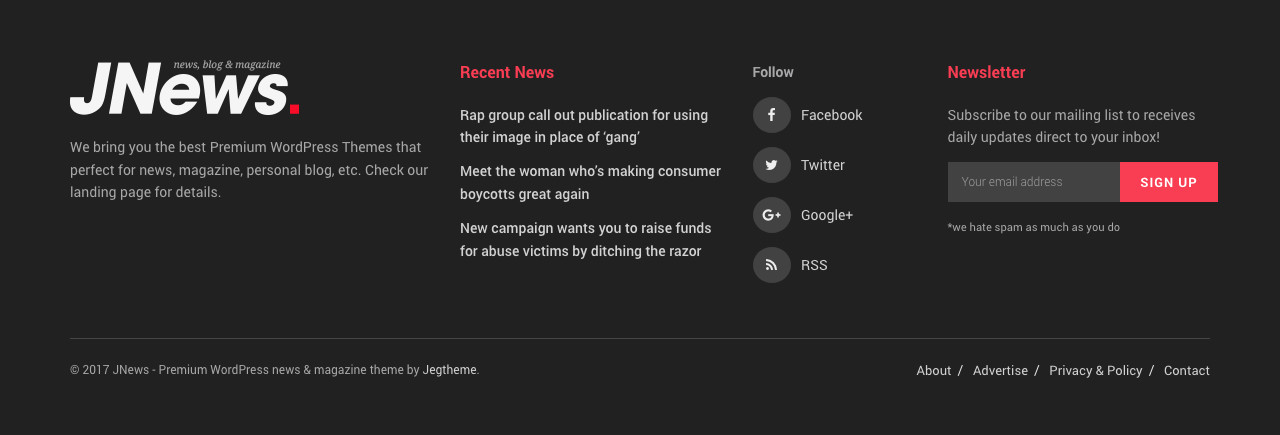 news, blog & magazine
JNews.
We bring you the best Premium WordPress Themes that
perfect for news, magazine, personal blog, etc. Check our
landing page for details.
Recent News
Rap group call out publication for using
their image in place of ‘gang’
Meet the woman who’s making consumer
boycotts great again
New campaign wants you to raise funds
for abuse victims by ditching the razor
Follow
Facebook
Twitter
Google+
RSS
Newsletter
Subscribe to our mailing list to receives
daily updates direct to your inbox!
Your email address
SIGN UP
*we hate spam as much as you do
© 2017 JNews - Premium WordPress news & magazine theme by Jegtheme.
About / Advertise / Privacy & Policy / Contact